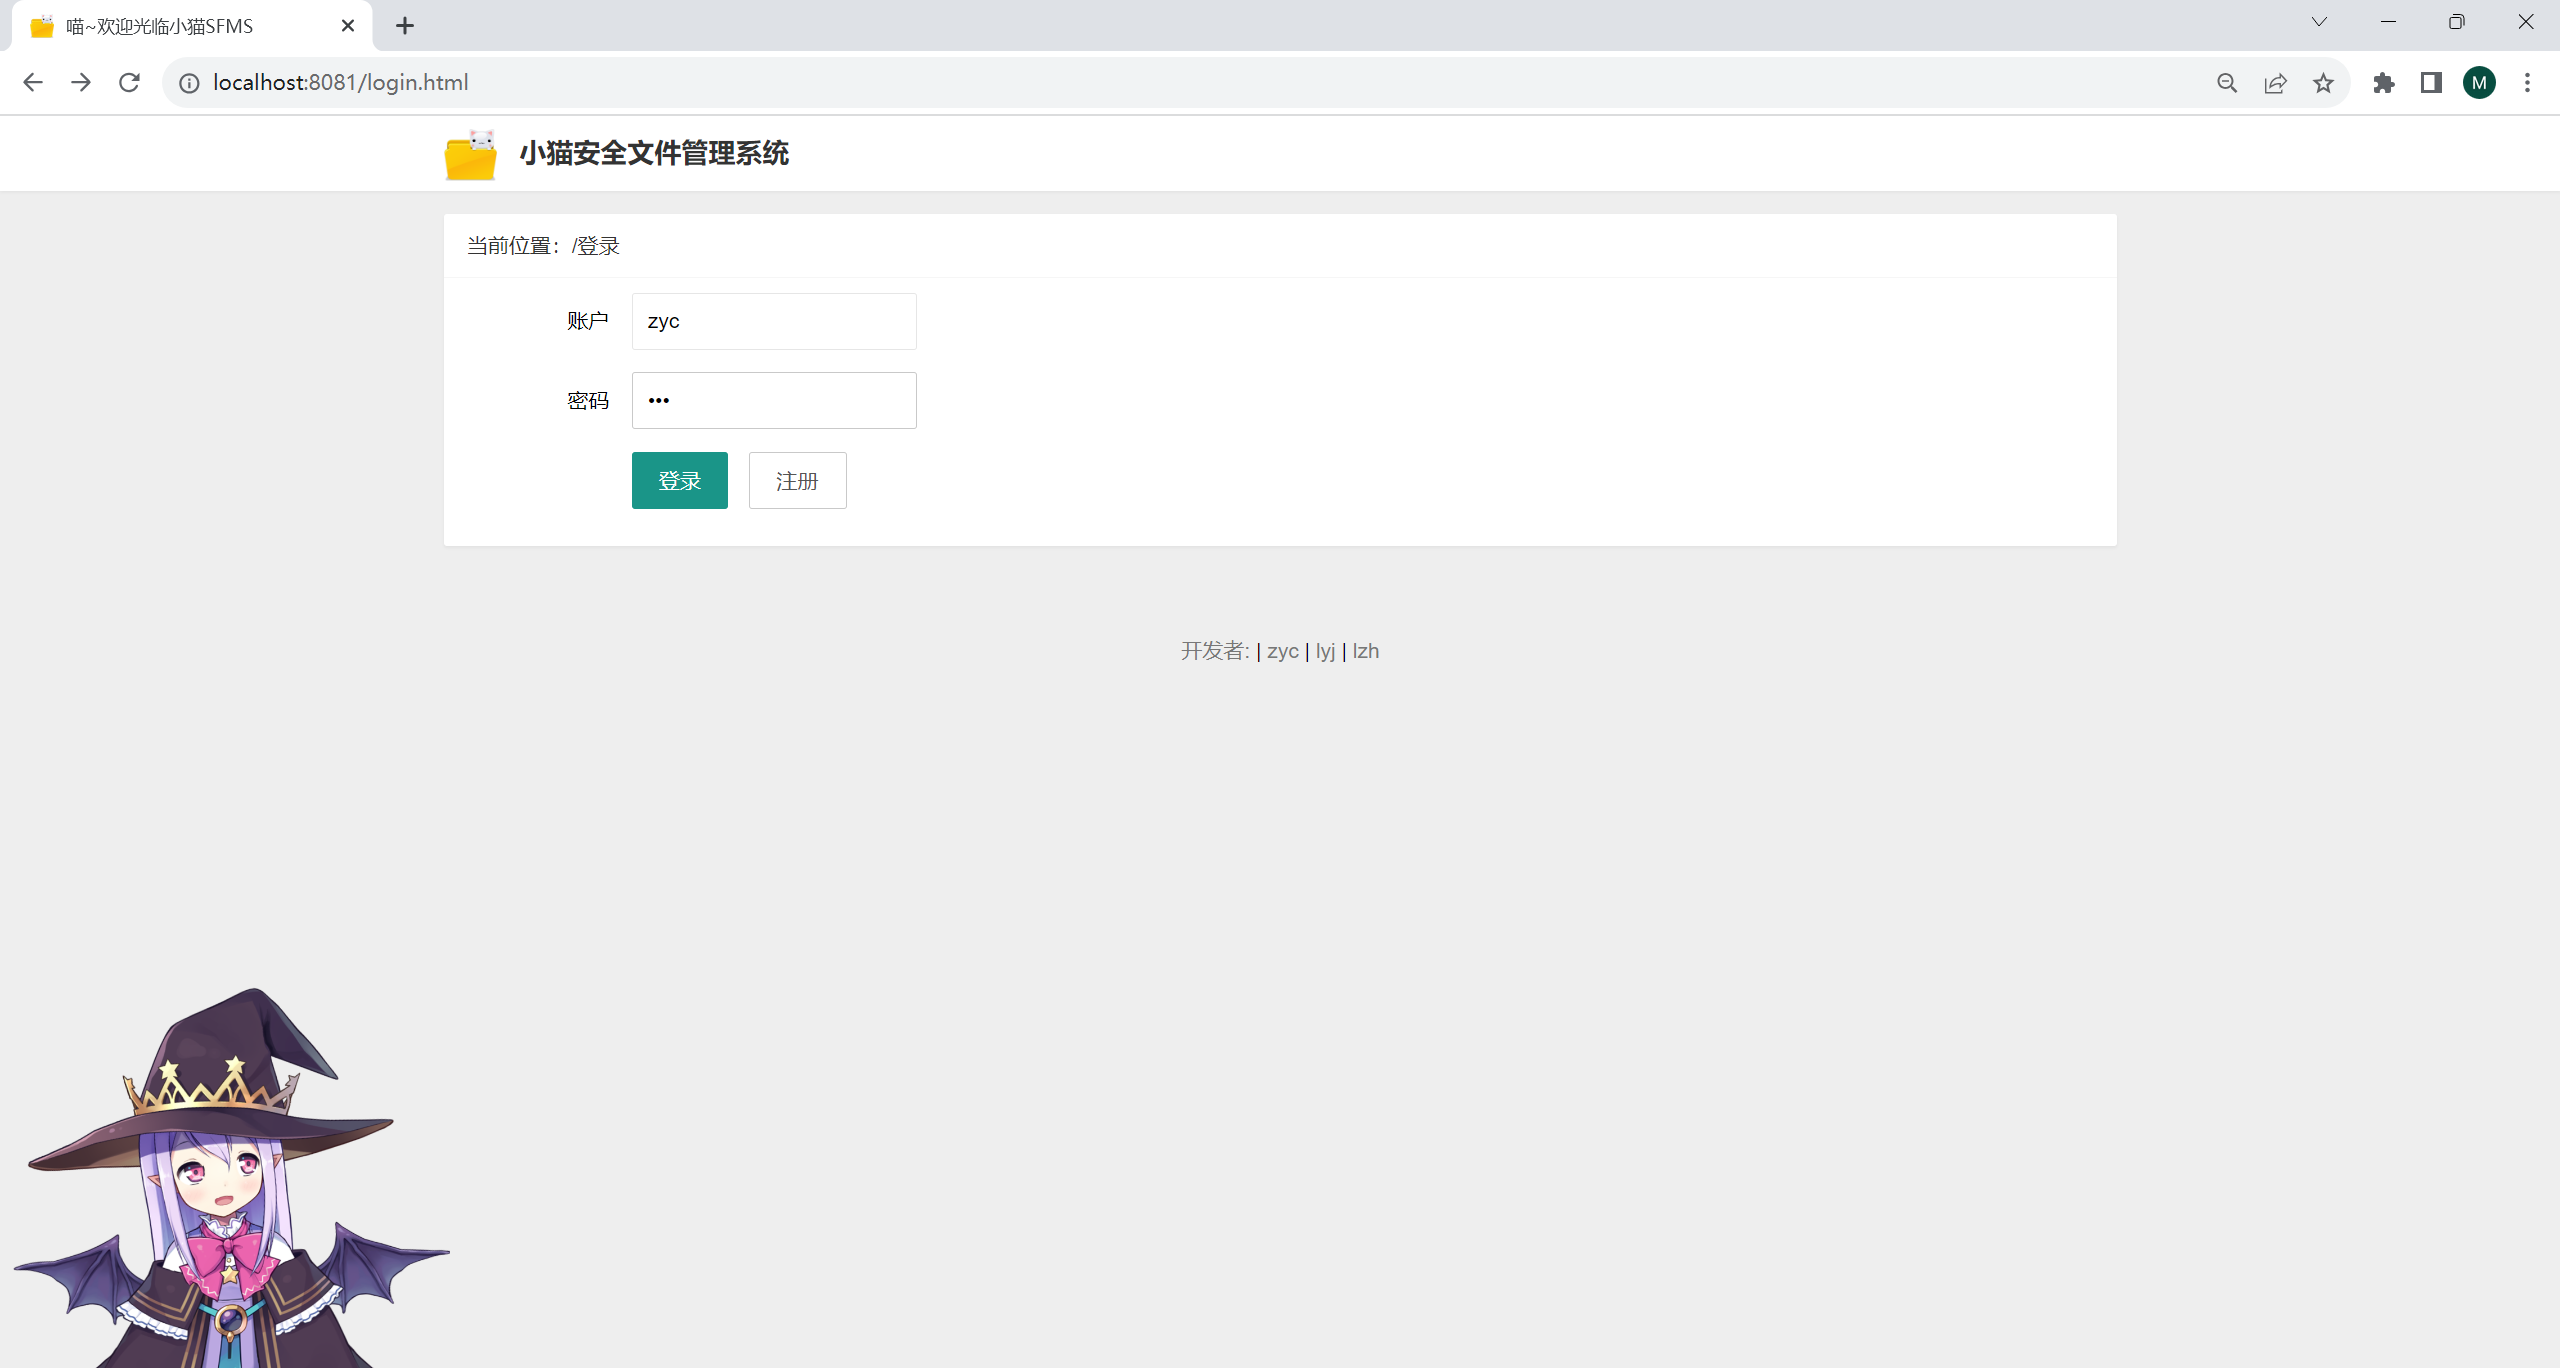 喵~欢迎光临小猫SFMS
localhost:8081/login.html
M
小猫安全文件管理系统
当前位置：/登录
账户 zyc
密码 •••
登录 注册
开发者: | zyc | lyj | lzh